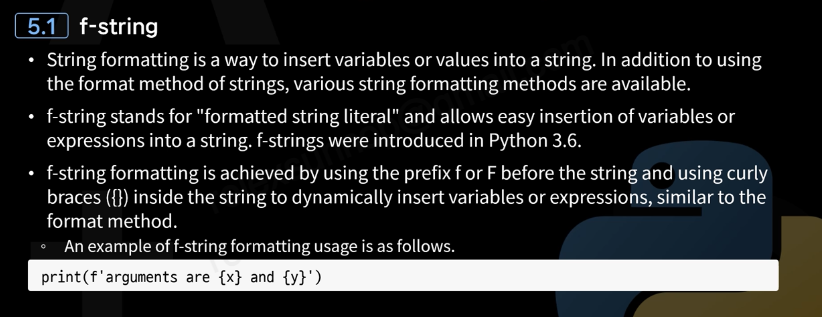 5.1 f-string
• String formatting is a way to insert variables or values into a string. In addition to using
the format method of strings, various string formatting methods are available.
• f-string stands for "formatted string literal" and allows easy insertion of variables or
expressions into a string. f-strings were introduced in Python 3.6.
• f-string formatting is achieved by using the prefix f or F before the string and using curly
braces ({}) inside the string to dynamically insert variables or expressions, similar to the
format method.
◦ An example of f-string formatting usage is as follows.
print(f'arguments are {x} and {y}')